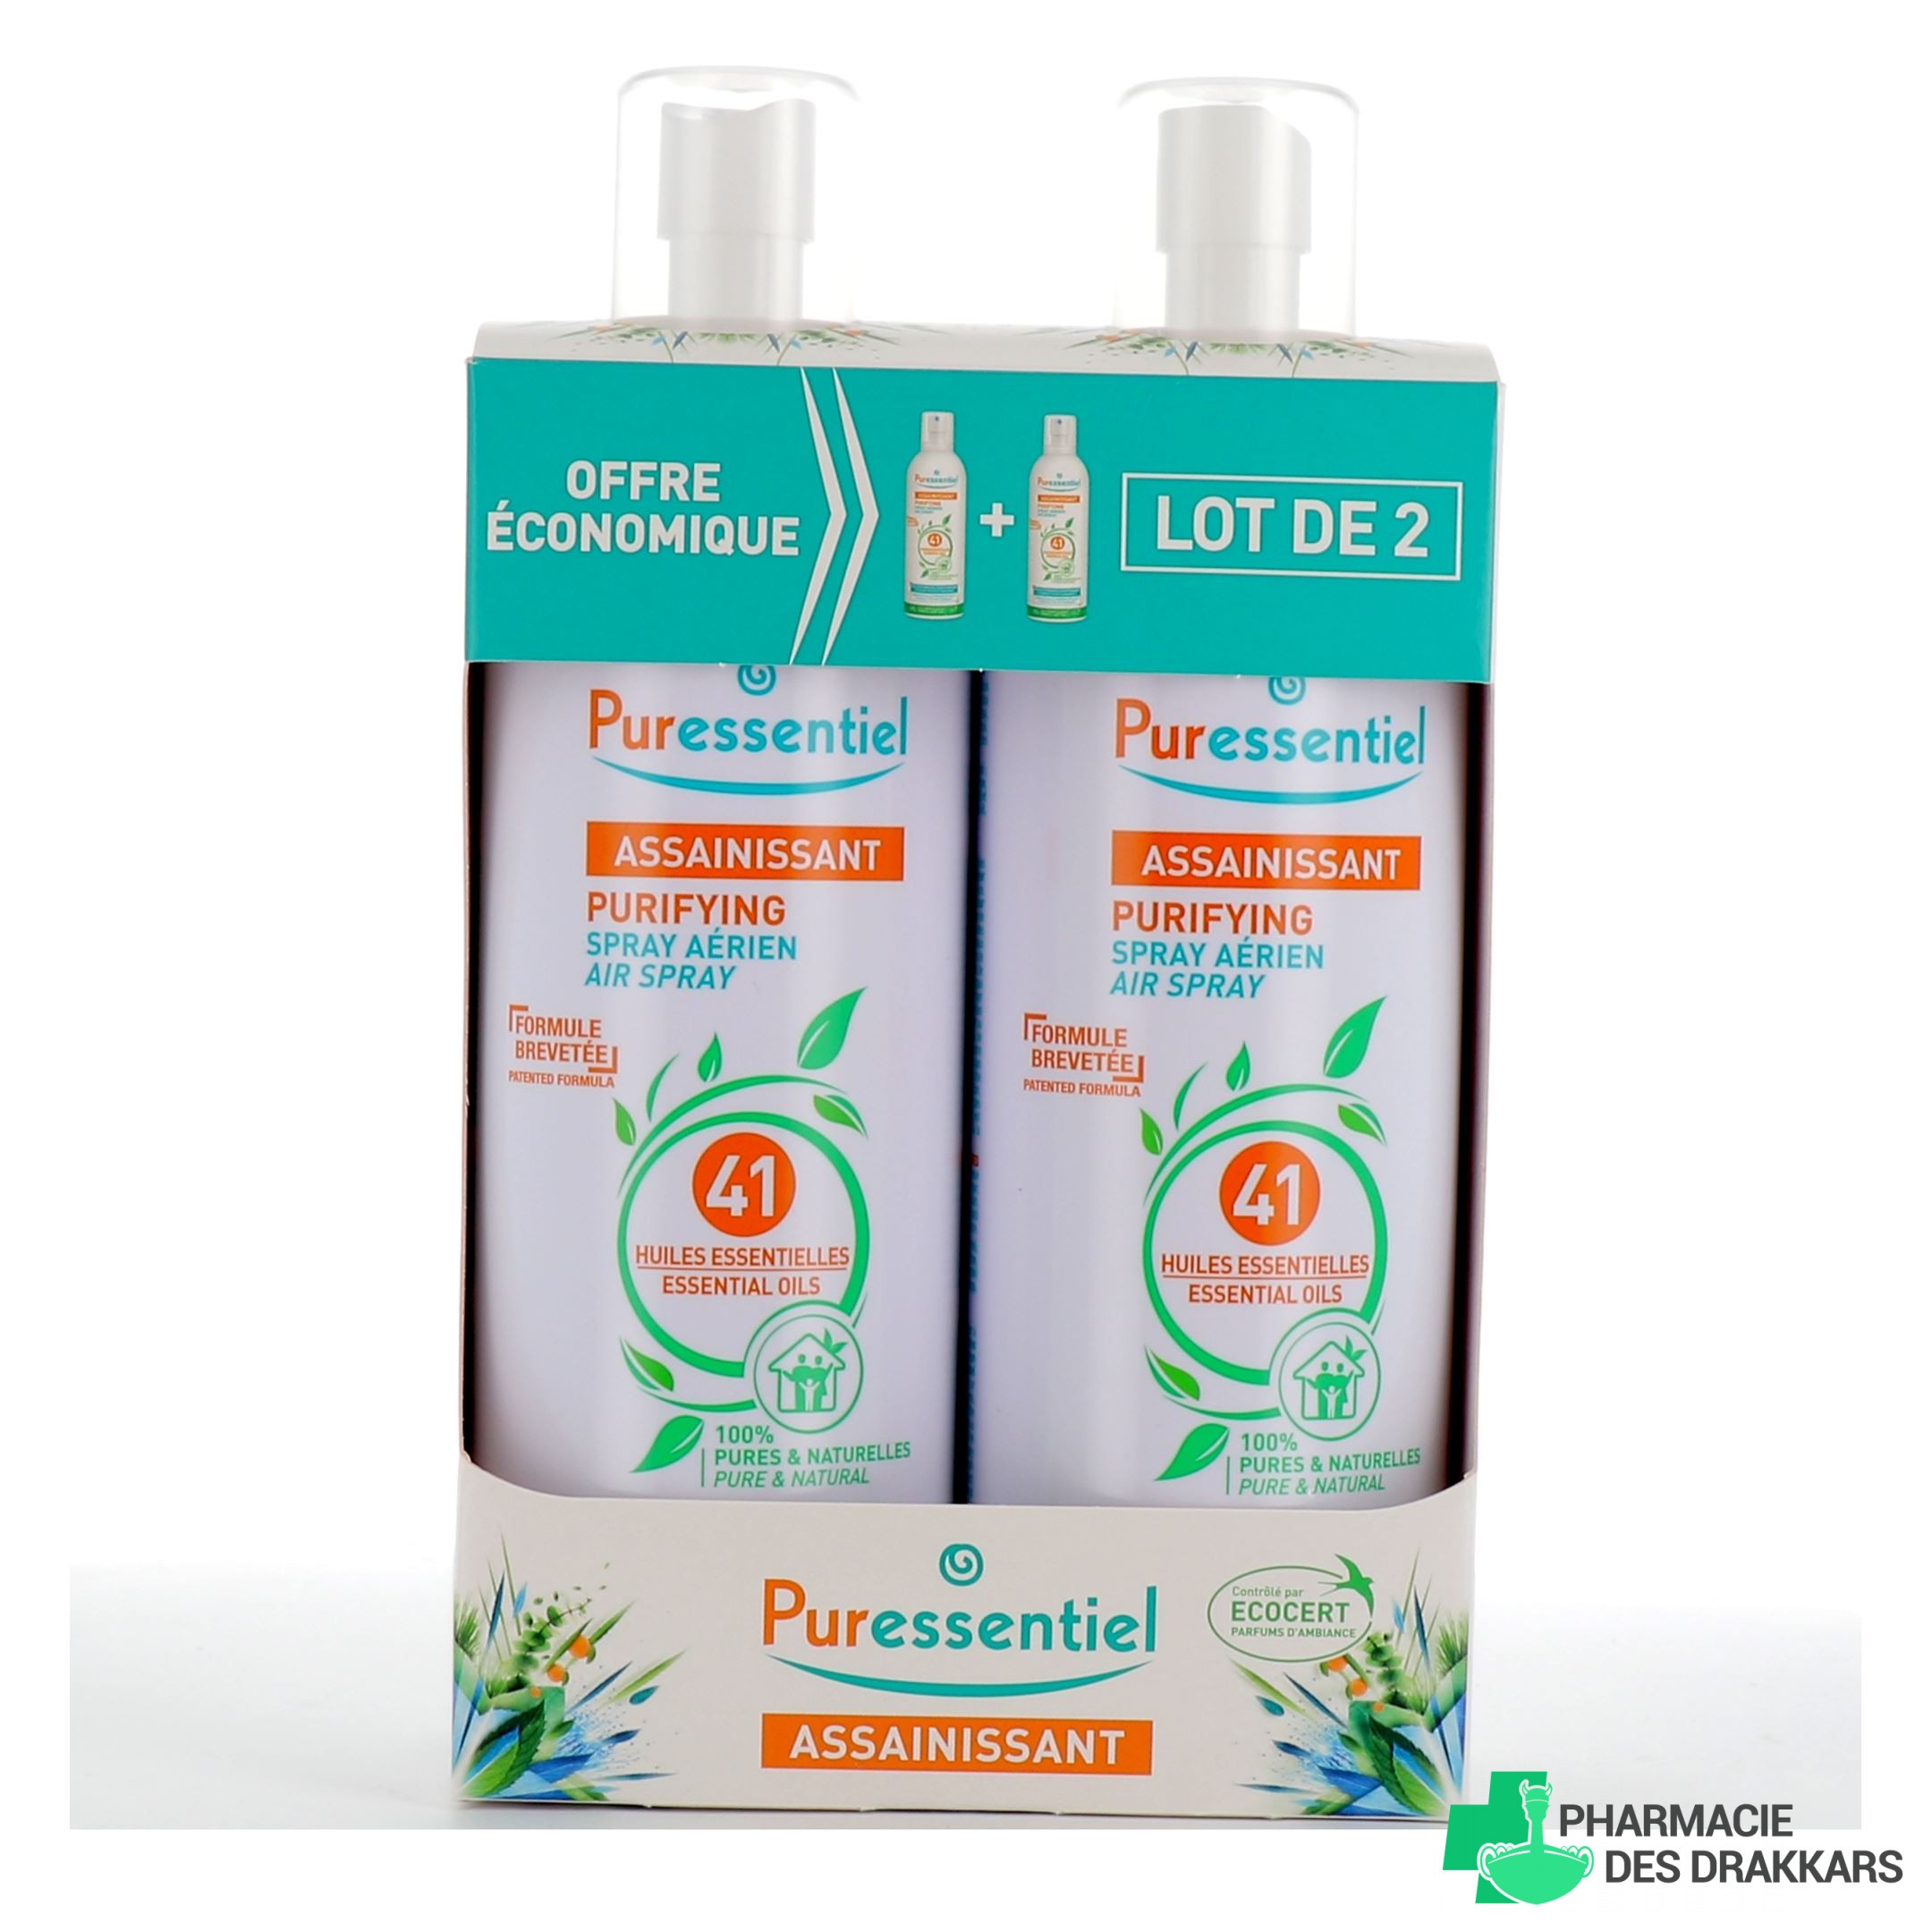 OFFRE
ÉCONOMIQUE
Puressentiel
+
Puressentiel
LOT DE 2
Puressentiel
ASSAINISSANT
PURIFYING
SPRAY AÉRIEN
AIR SPRAY
FORMULE
BREVETÉE
PATENTED FORMULA
41
HUILES ESSENTIELLES
ESSENTIAL OILS
100%
PURES & NATURELLES
PURE & NATURAL
Puressentiel
ASSAINISSANT
PURIFYING
SPRAY AÉRIEN
AIR SPRAY
FORMULE
BREVETÉE
PATENTED FORMULA
41
HUILES ESSENTIELLES
ESSENTIAL OILS
100%
PURES & NATURELLES
PURE & NATURAL
Puressentiel
ASSAINISSANT
Contrôlé par
ECOCERT
PARFUMS D'AMBIANCE
PHARMACIE
DES DRAKKARS